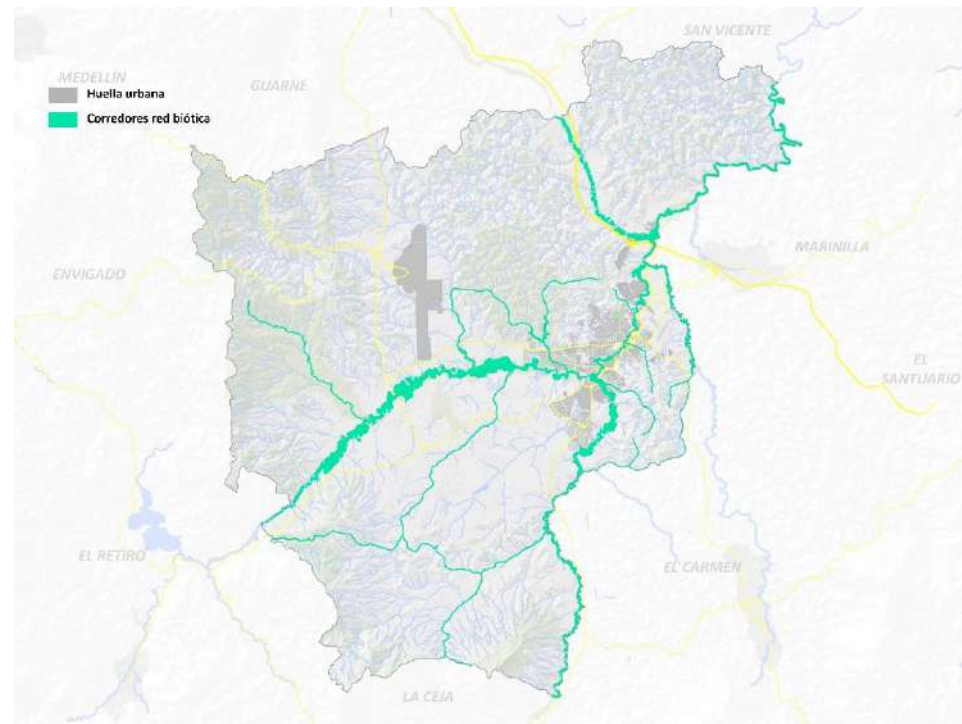 SAN VICENTE
MEDELLÍN
GUARNE
Huella urbana
Corredores red biótica
MARINILLA
ENVIGADO
EL
SANTUARIO
EL RETIRO
EL CARMEN
LA CEJA